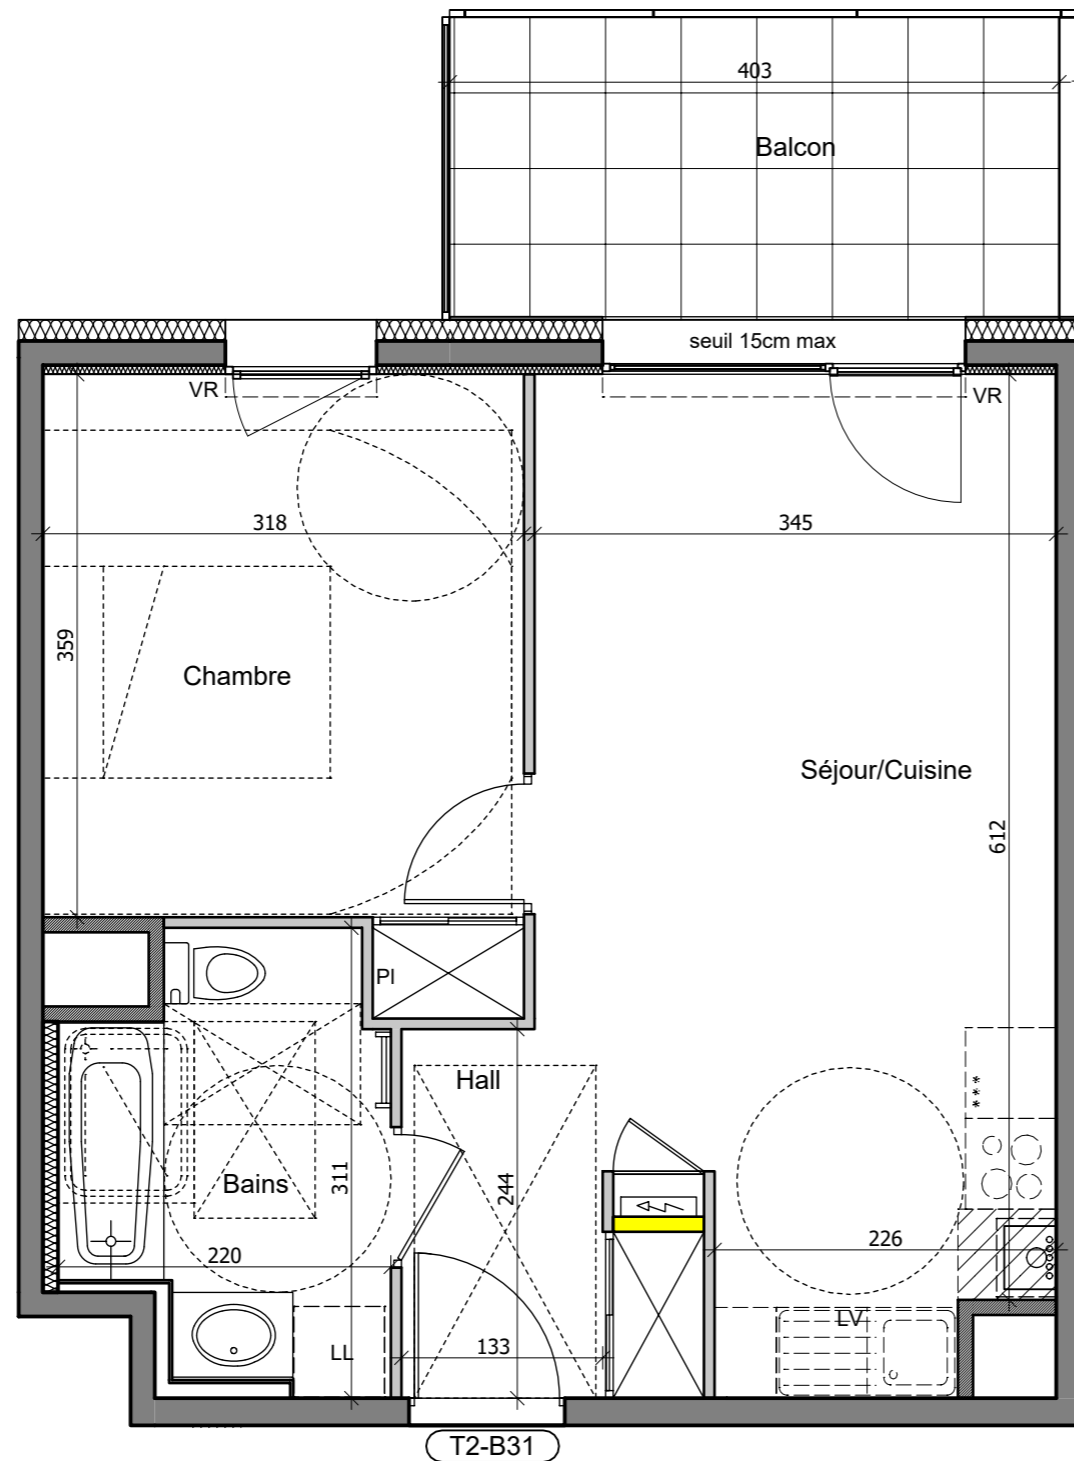 403
Balcon
seuil 15cm max
VR
VR
318
345
359
Chambre
Séjour/Cuisine
612
Pl
Hall
***
Bains
311
244
220
226
LV
133
LL
T2-B31